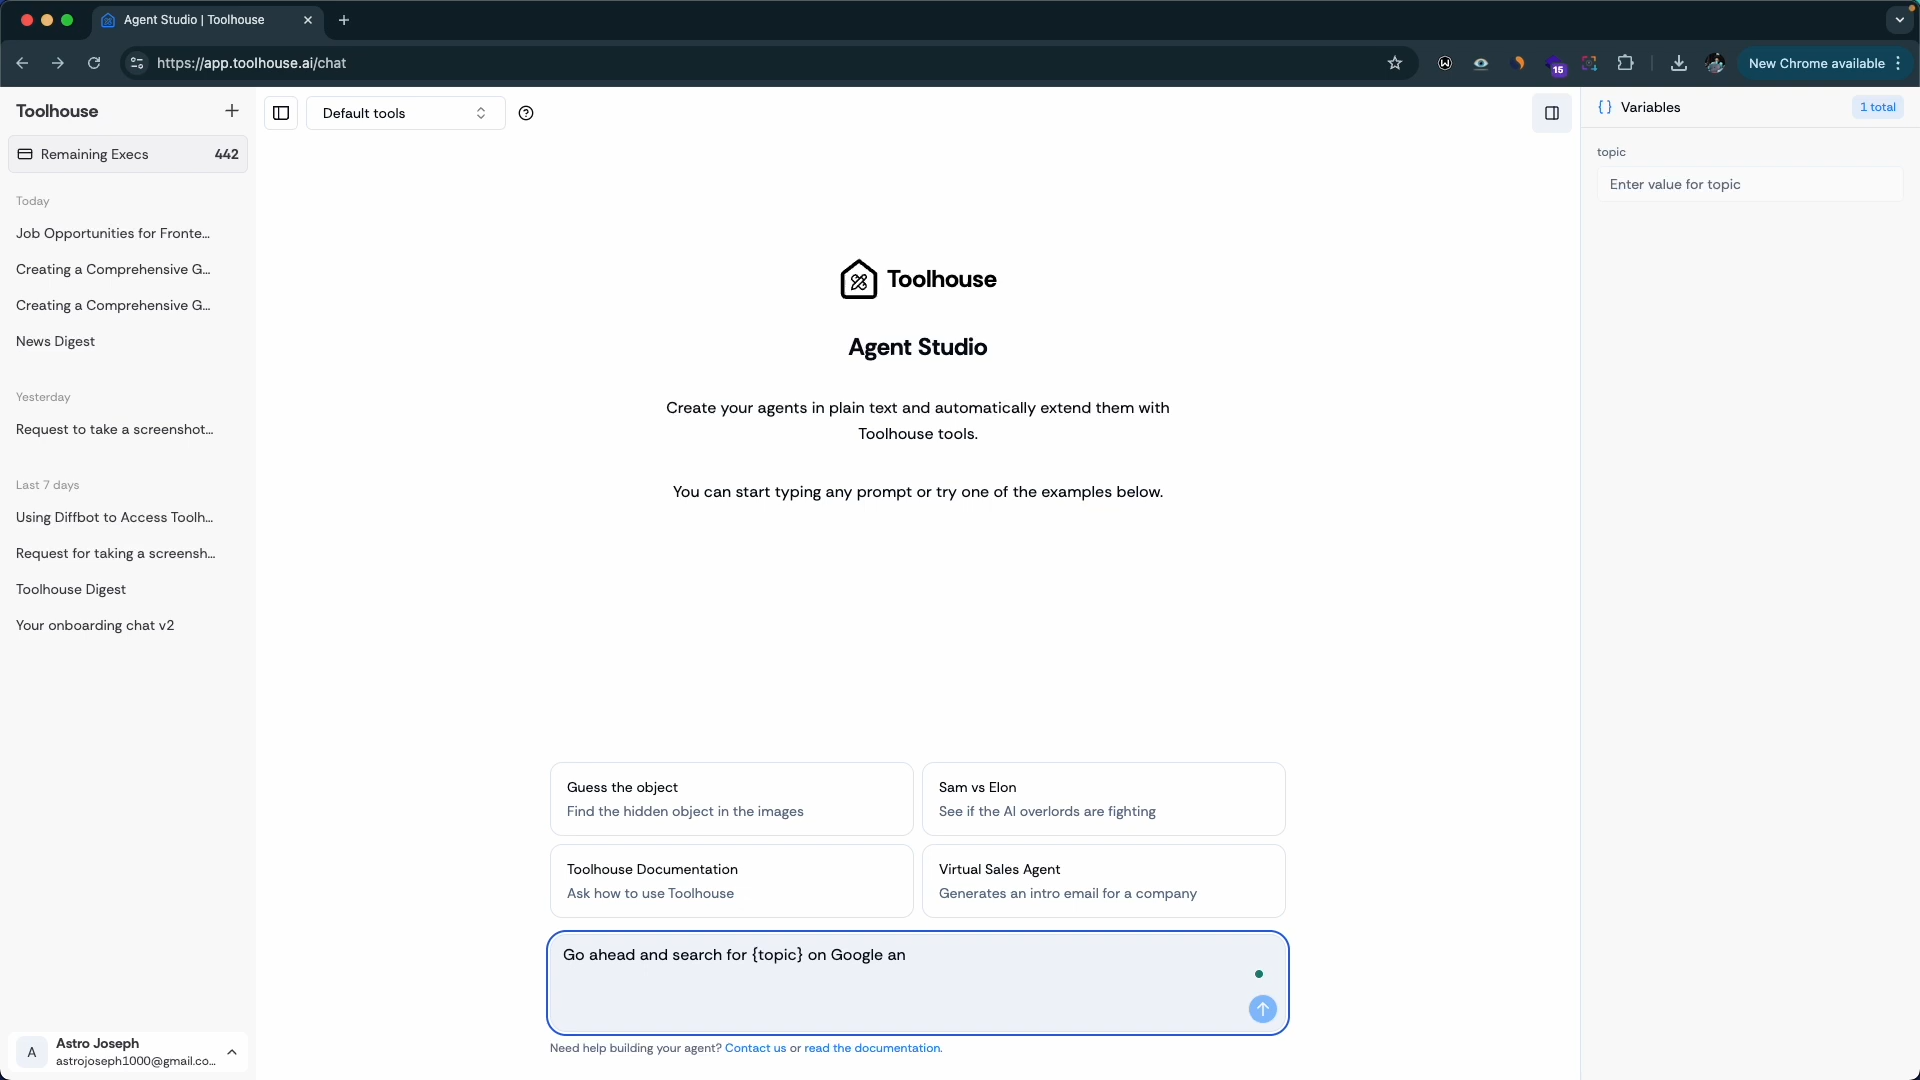 Agent Studio | Toolhouse
https://app.toolhouse.ai/chat
15
New Chrome available
Toolhouse
Remaining Execs 442
Today
Job Opportunities for Fronte...
Creating a Comprehensive G...
Creating a Comprehensive G...
News Digest
Yesterday
Request to take a screenshot...
Last 7 days
Using Diffbot to Access Toolh...
Request for taking a screensh...
Toolhouse Digest
Your onboarding chat v2
A
Astro Joseph
astrojoseph1000@gmail.co...
Default tools
Toolhouse
Agent Studio
Create your agents in plain text and automatically extend them with
Toolhouse tools.
You can start typing any prompt or try one of the examples below.
Guess the object
Find the hidden object in the images
Sam vs Elon
See if the AI overlords are fighting
Toolhouse Documentation
Ask how to use Toolhouse
Virtual Sales Agent
Generates an intro email for a company
Go ahead and search for {topic} on Google an
Need help building your agent? Contact us or read the documentation.
{ } Variables
1 total
topic
Enter value for topic